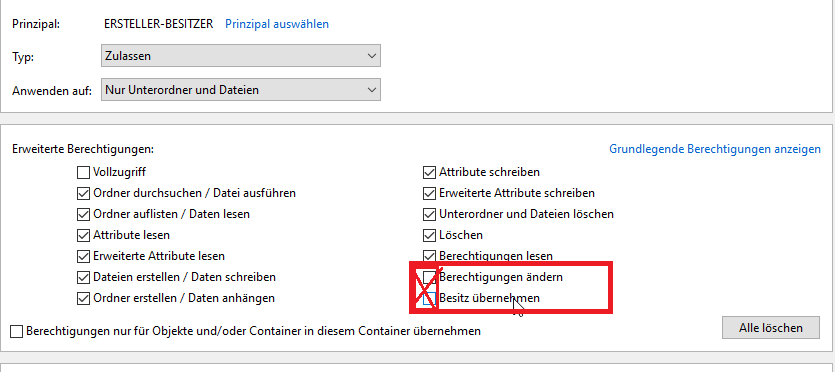 Prinzipal: ERSTELLER-BESITZER Prinzipal auswählen
Typ: Zulassen
Anwenden auf: Nur Unterordner und Dateien
Erweiterte Berechtigungen: Grundlegende Berechtigungen anzeigen
Vollzugriff Attribute schreiben
Ordner durchsuchen / Datei ausführen Erweiterte Attribute schreiben
Ordner auflisten / Daten lesen Unterordner und Dateien löschen
Attribute lesen Löschen
Erweiterte Attribute lesen Berechtigungen lesen
Dateien erstellen / Daten schreiben Berechtigungen ändern
Ordner erstellen / Daten anhängen Besitz übernehmen
Berechtigungen nur für Objekte und/oder Container in diesem Container übernehmen Alle löschen